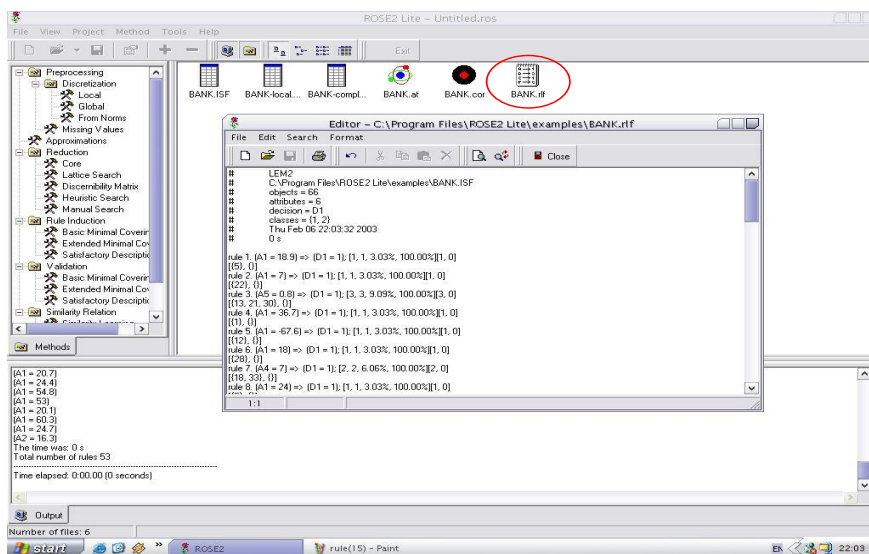 ROSE2 Lite - Untitled.ros
File View Project Method Tools Help
Exit
Preprocessing
Discretization
Local
Global
From Norms
Missing Values
Approximations
Reduction
Core
Lattice Search
Discernibility Matrix
Heuristic Search
Manual Search
Rule Induction
Basic Minimal Coverin
Extended Minimal Cov
Satisfactory Descriptic
Validation
Basic Minimal Coverin
Extended Minimal Cov
Satisfactory Descriptic
Similarity Relation
Methods
BANK.ISF BANK-local.... BANK-compl... BANK.at BANK.cor BANK.rlf
Editor - C:\Program Files\ROSE2 Lite\examples\BANK.rlf
File Edit Search Format
Close
# LEM2
# C:\Program Files\ROSE2 Lite\examples\BANK.ISF
# objects = 66
# attributes = 6
# decision = D1
# classes = {1, 2}
# Thu Feb 06 22:03:32 2003
# 0 s
rule 1. (A1 = 18.9) => (D1 = 1); [1, 1, 3.03%, 100.00%][1, 0]
[{5}, {}]
rule 2. (A1 = 7) => (D1 = 1); [1, 1, 3.03%, 100.00%][1, 0]
[{22}, {}]
rule 3. (A5 = 0.8) => (D1 = 1); [3, 3, 9.09%, 100.00%][3, 0]
[{13, 21, 30}, {}]
rule 4. (A1 = 36.7) => (D1 = 1); [1, 1, 3.03%, 100.00%][1, 0]
[{1}, {}]
rule 5. (A1 = -67.6) => (D1 = 1); [1, 1, 3.03%, 100.00%][1, 0]
[{12}, {}]
rule 6. (A1 = 18) => (D1 = 1); [1, 1, 3.03%, 100.00%][1, 0]
[{28}, {}]
rule 7. (A4 = 7) => (D1 = 1); [2, 2, 6.06%, 100.00%][2, 0]
[{18, 33}, {}]
rule 8. (A1 = 24) => (D1 = 1); [1, 1, 3.03%, 100.00%][1, 0]
1:1
(A1 = 20.7)
(A1 = 24.4)
(A1 = 54.8)
(A1 = 53)
(A1 = 20.1)
(A1 = 60.3)
(A1 = 24.7)
(A2 = 16.3)
The time was: 0 s
Total number of rules 53
Time elapsed: 0:00.00 (0 seconds)
Output
Number of files: 6
start » ROSE2 rule(15) - Paint EN 22:03